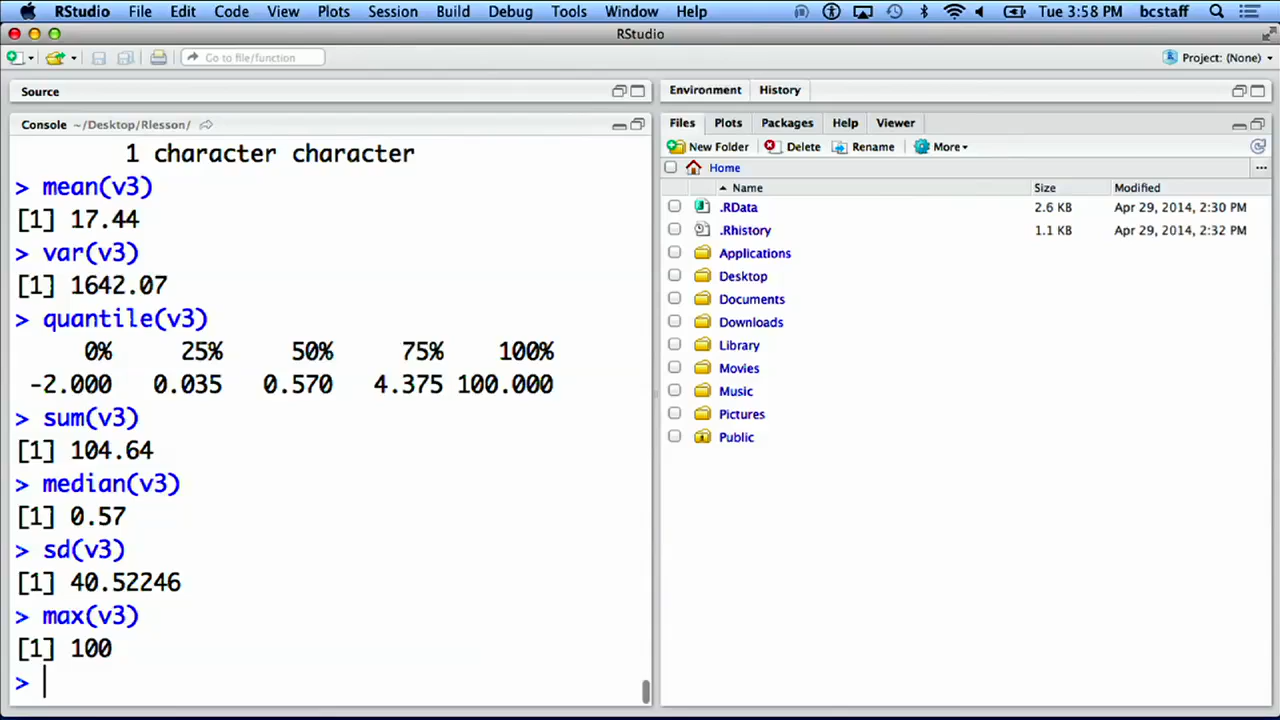 RStudio File Edit Code View Plots Session Build Debug Tools Window Help Tue 3:58 PM bcstaff
RStudio
Go to file/function Project: (None)
Source
Console ~/Desktop/Rlesson/
1 character character
> mean(v3)
[1] 17.44
> var(v3)
[1] 1642.07
> quantile(v3)
0% 25% 50% 75% 100%
-2.000 0.035 0.570 4.375 100.000
> sum(v3)
[1] 104.64
> median(v3)
[1] 0.57
> sd(v3)
[1] 40.52246
> max(v3)
[1] 100
>
Environment History
Files Plots Packages Help Viewer
New Folder Delete Rename More
Home ...
Name Size Modified
.RData 2.6 KB Apr 29, 2014, 2:30 PM
.Rhistory 1.1 KB Apr 29, 2014, 2:32 PM
Applications
Desktop
Documents
Downloads
Library
Movies
Music
Pictures
Public